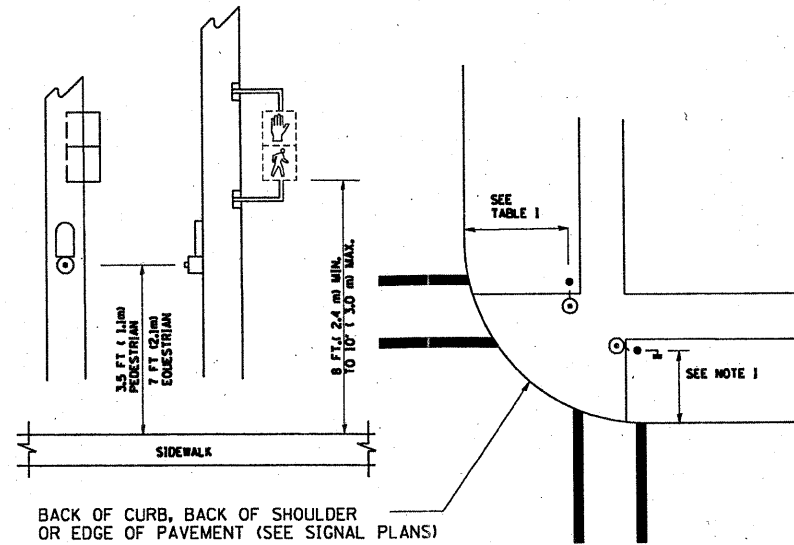 SEE
TABLE I
3.5 FT ( 1.1m)
PEDESTRIAN
7 FT (2.1m)
EQUESTRIAN
8 FT.( 2.4 m) MIN.
TO 10' ( 3.0 m) MAX.
SEE NOTE I
SIDEWALK
BACK OF CURB, BACK OF SHOULDER
OR EDGE OF PAVEMENT (SEE SIGNAL PLANS)